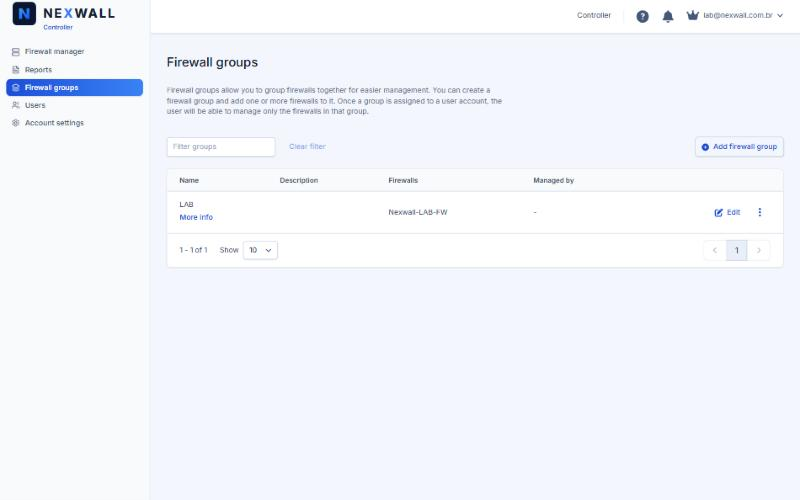 NEXWALL
Controller
Controller
lab@nexwall.com.br
Firewall manager
Reports
Firewall groups
Users
Account settings
Firewall groups
Firewall groups allow you to group firewalls together for easier management. You can create a
firewall group and add one or more firewalls to it. Once a group is assigned to a user account, the
user will be able to manage only the firewalls in that group.
Filter groups
Clear filter
Add firewall group
Name Description Firewalls Managed by
LAB
More info
Nexwall-LAB-FW
-
Edit
1 - 1 of 1 Show 10
1